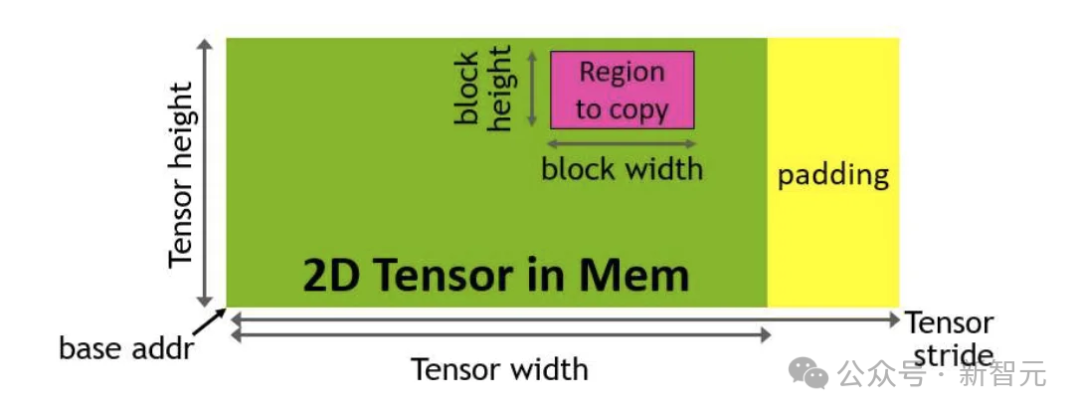 Tensor height
block
height
Region
to copy
block width
padding
2D Tensor in Mem
base addr
Tensor width
Tensor
stride
公众号·新智元